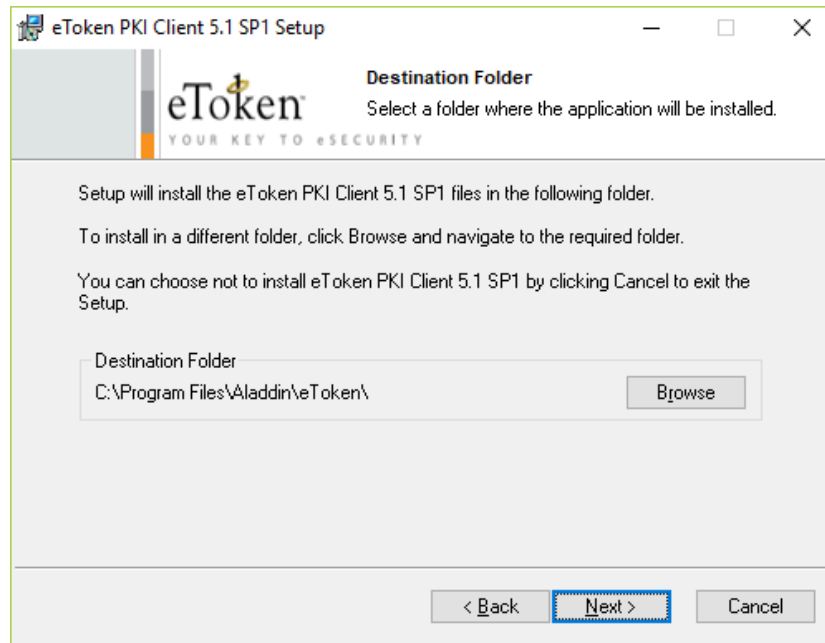 eToken PKI Client 5.1 SP1 Setup
eToken
YOUR KEY TO eSECURITY
Destination Folder
Select a folder where the application will be installed.
Setup will install the eToken PKI Client 5.1 SP1 files in the following folder.
To install in a different folder, click Browse and navigate to the required folder.
You can choose not to install eToken PKI Client 5.1 SP1 by clicking Cancel to exit the
Setup.
Destination Folder
C:\Program Files\Aladdin\eToken\
Browse
< Back
Next >
Cancel